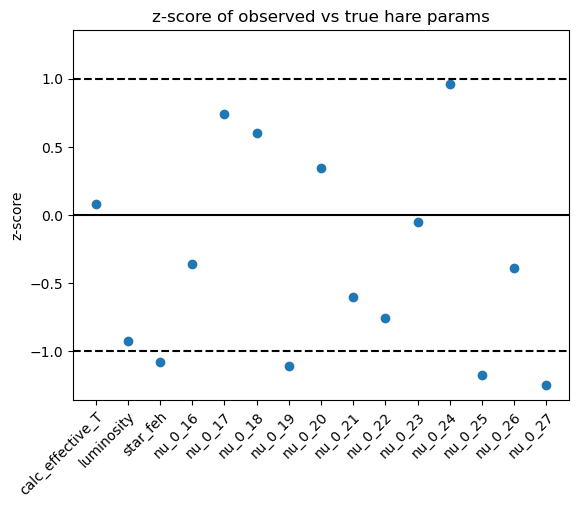 z-score of observed vs true hare params
z-score
1.0
0.5
0.0
−0.5
−1.0
calc_effective_T
luminosity
star_feh
nu_0_16
nu_0_17
nu_0_18
nu_0_19
nu_0_20
nu_0_21
nu_0_22
nu_0_23
nu_0_24
nu_0_25
nu_0_26
nu_0_27